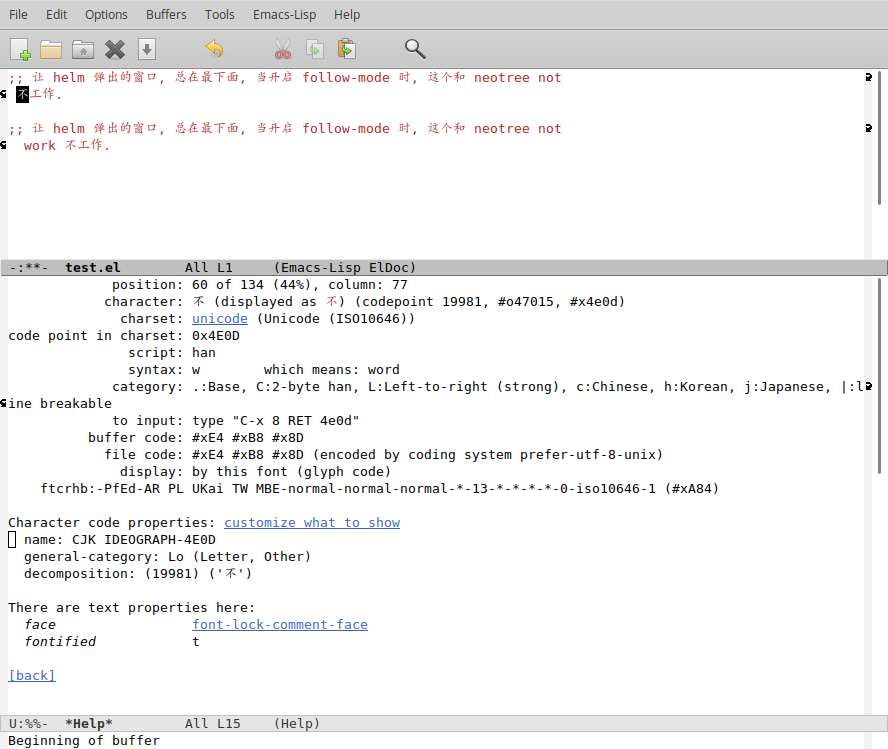 File Edit Options Buffers Tools Emacs-Lisp Help
;; 让 helm 弹出的窗口, 总在最下面, 当开启 follow-mode 时, 这个和 neotree not
不工作.
;; 让 helm 弹出的窗口, 总在最下面, 当开启 follow-mode 时, 这个和 neotree not
work 不工作.
-:**- test.el All L1 (Emacs-Lisp ElDoc)
position: 60 of 134 (44%), column: 77
character: 不 (displayed as 不) (codepoint 19981, #o47015, #x4e0d)
charset: unicode (Unicode (ISO10646))
code point in charset: 0x4E0D
script: han
syntax: w which means: word
category: .:Base, C:2-byte han, L:Left-to-right (strong), c:Chinese, h:Korean, j:Japanese, |:l
ine breakable
to input: type "C-x 8 RET 4e0d"
buffer code: #xE4 #xB8 #x8D
file code: #xE4 #xB8 #x8D (encoded by coding system prefer-utf-8-unix)
display: by this font (glyph code)
ftcrhb:-PfEd-AR PL UKai TW MBE-normal-normal-normal-*-13-*-*-*-*-0-iso10646-1 (#xA84)
Character code properties: customize what to show
name: CJK IDEOGRAPH-4E0D
general-category: Lo (Letter, Other)
decomposition: (19981) ('不')
There are text properties here:
face font-lock-comment-face
fontified t
[back]
U:%%- *Help* All L15 (Help)
Beginning of buffer